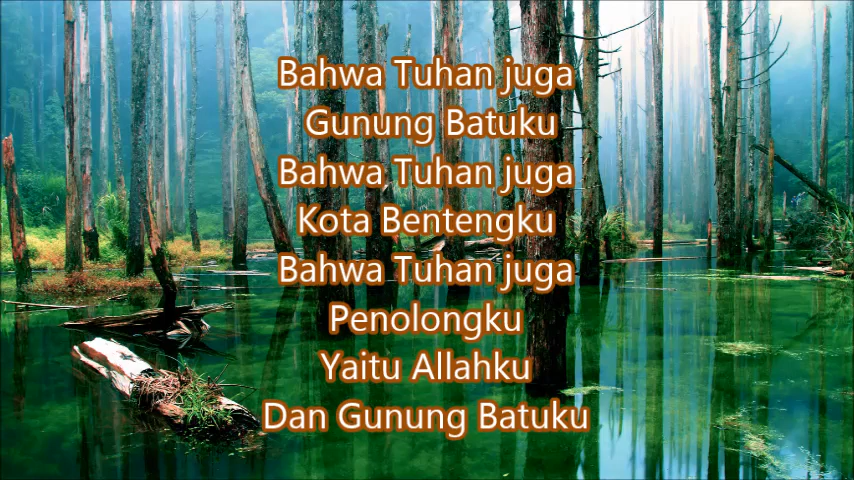 Bahwa Tuhan juga
Gunung Batuku
Bahwa Tuhan juga
Kota Bentengku
Bahwa Tuhan juga
Penolongku
Yaitu Allahku
Dan Gunung Batuku